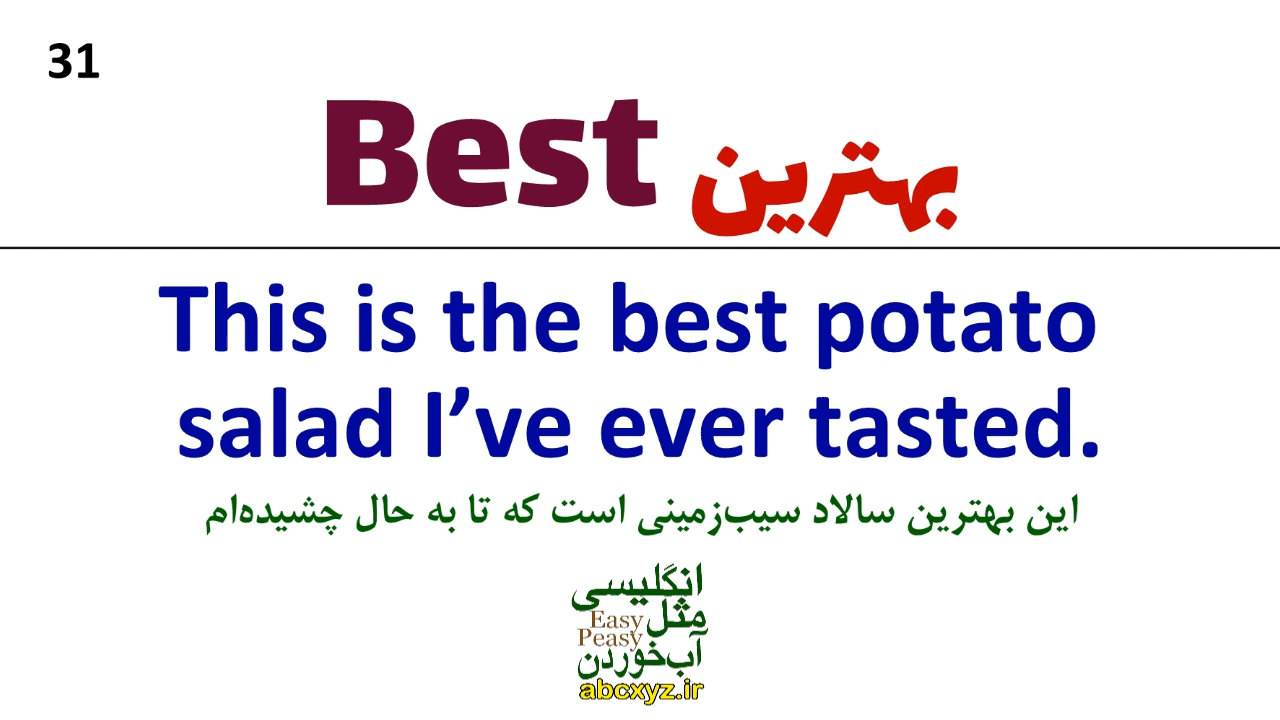 31
Best بهترین
This is the best potato
salad I’ve ever tasted.
این بهترین سالاد سیب‌زمینی است که تا به حال چشیده‌ام
انگلیسی
مثل
Easy
Peasy
آب‌خوردن
abcxyz.ir